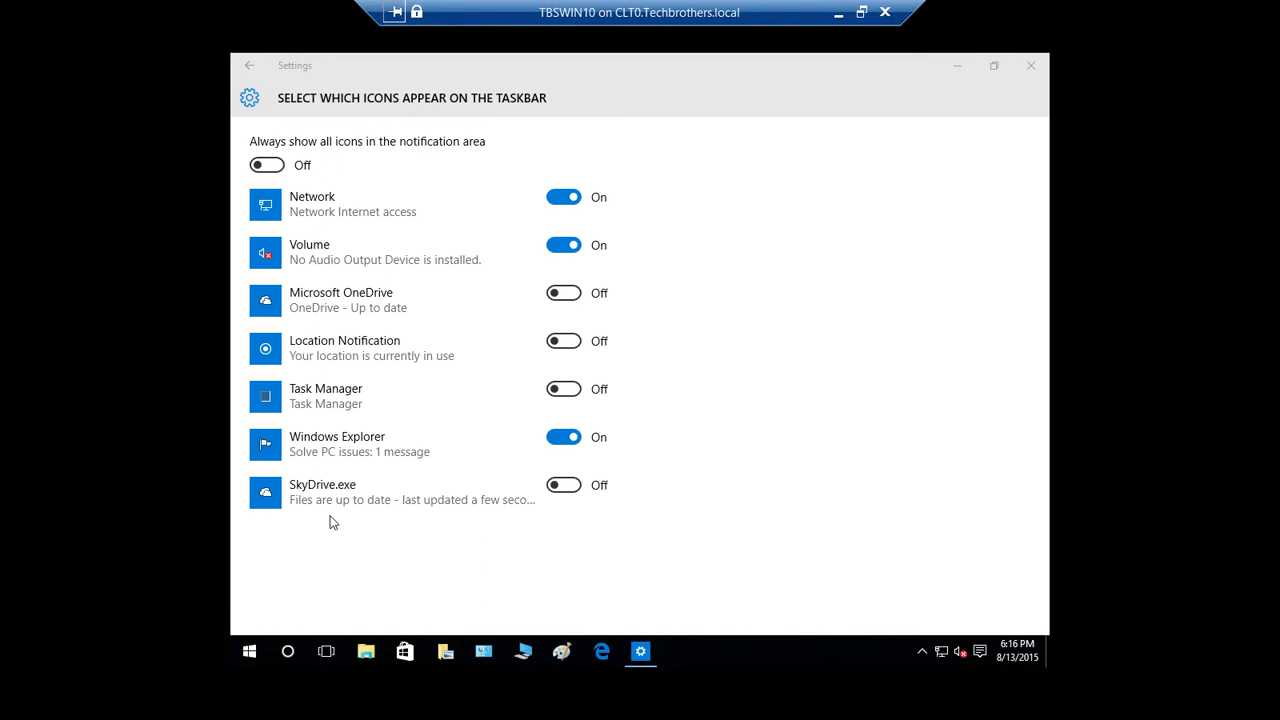 TBSWIN10 on CLT0.Techbrothers.local
Settings
SELECT WHICH ICONS APPEAR ON THE TASKBAR
Always show all icons in the notification area
Off
Network
On
Network Internet access
Volume
On
No Audio Output Device is installed.
Microsoft OneDrive
Off
OneDrive - Up to date
Location Notification
Off
Your location is currently in use
Task Manager
Off
Task Manager
Windows Explorer
On
Solve PC issues: 1 message
SkyDrive.exe
Off
Files are up to date - last updated a few seco...
6:16 PM
8/13/2015